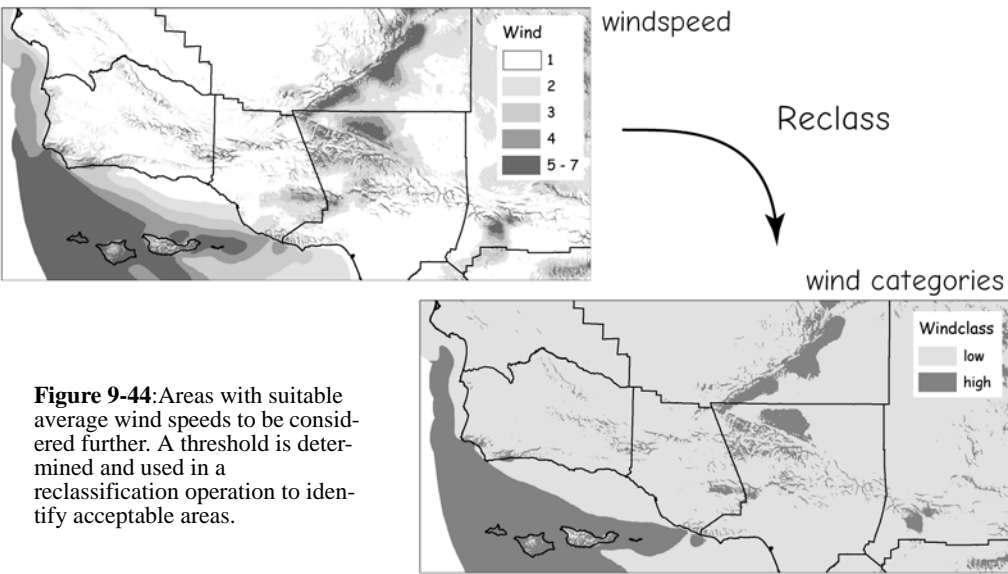 windspeed
Wind
1
2
3
4
5 - 7
Reclass
wind categories
Windclass
low
high
Figure 9-44:Areas with suitable
average wind speeds to be consid-
ered further. A threshold is deter-
mined and used in a
reclassification operation to iden-
tify acceptable areas.